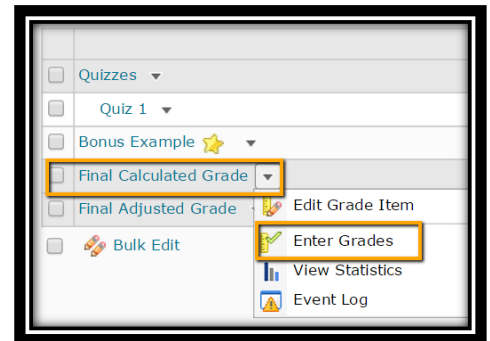 Quizzes
Quiz 1
Bonus Example
Final Calculated Grade
Edit Grade Item
Final Adjusted Grade
Enter Grades
Bulk Edit
View Statistics
Event Log